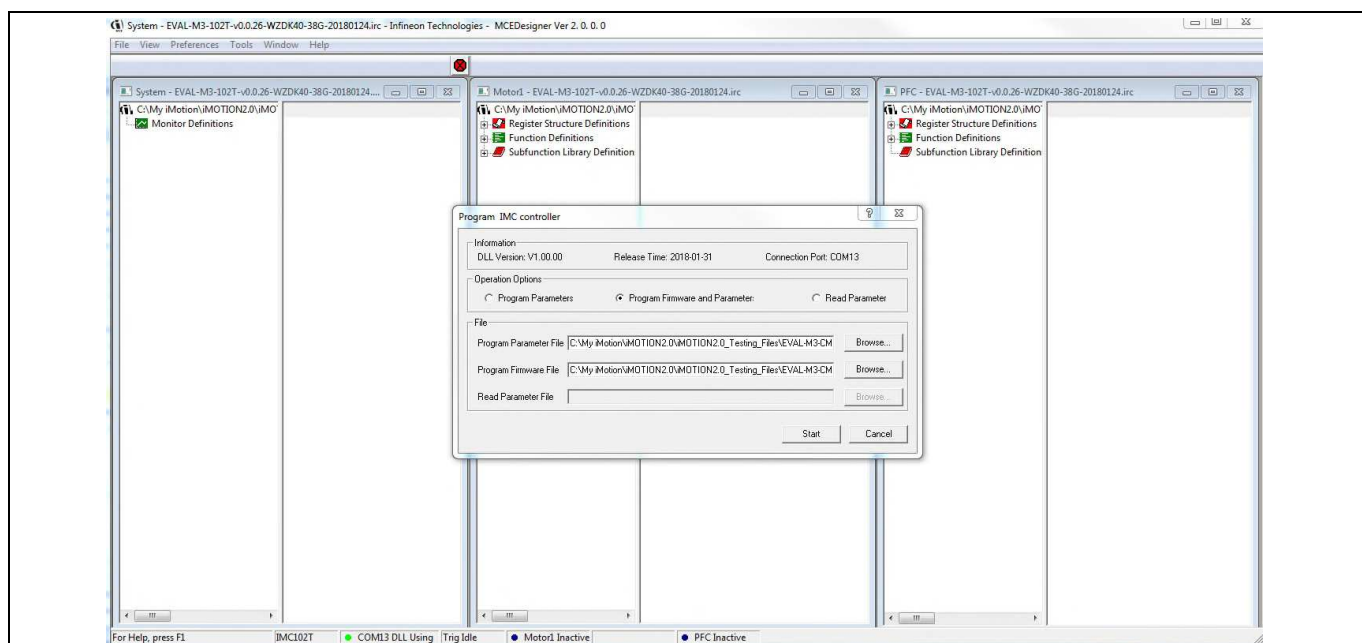 System - EVAL-M3-102T-v0.0.26-WZDK40-38G-20180124.irc - Infineon Technologies - MCEDesigner Ver 2. 0. 0. 0
File View Preferences Tools Window Help
System - EVAL-M3-102T-v0.0.26-WZDK40-38G-20180124....
C:\My iMotion\iMOTION2.0\iMO
Monitor Definitions
Motor1 - EVAL-M3-102T-v0.0.26-WZDK40-38G-20180124.irc
C:\My iMotion\iMOTION2.0\iMO
Register Structure Definitions
Function Definitions
Subfunction Library Definition
PFC - EVAL-M3-102T-v0.0.26-WZDK40-38G-20180124.irc
C:\My iMotion\iMOTION2.0\iMO
Register Structure Definitions
Function Definitions
Subfunction Library Definition
Program IMC controller
Information
DLL Version: V1.00.00 Release Time: 2018-01-31 Connection Port: COM13
Operation Options
Program Parameters Program Firmware and Parameter: Read Parameter
File
Program Parameter File C:\My iMotion\iMOTION2.0\iMOTION2.0_Testing_Files\EVAL-M3-CM Browse...
Program Firmware File C:\My iMotion\iMOTION2.0\iMOTION2.0_Testing_Files\EVAL-M3-CM Browse...
Read Parameter File Browse...
Start Cancel
For Help, press F1 IMC102T COM13 DLL Using Trig Idle Motor1 Inactive PFC Inactive